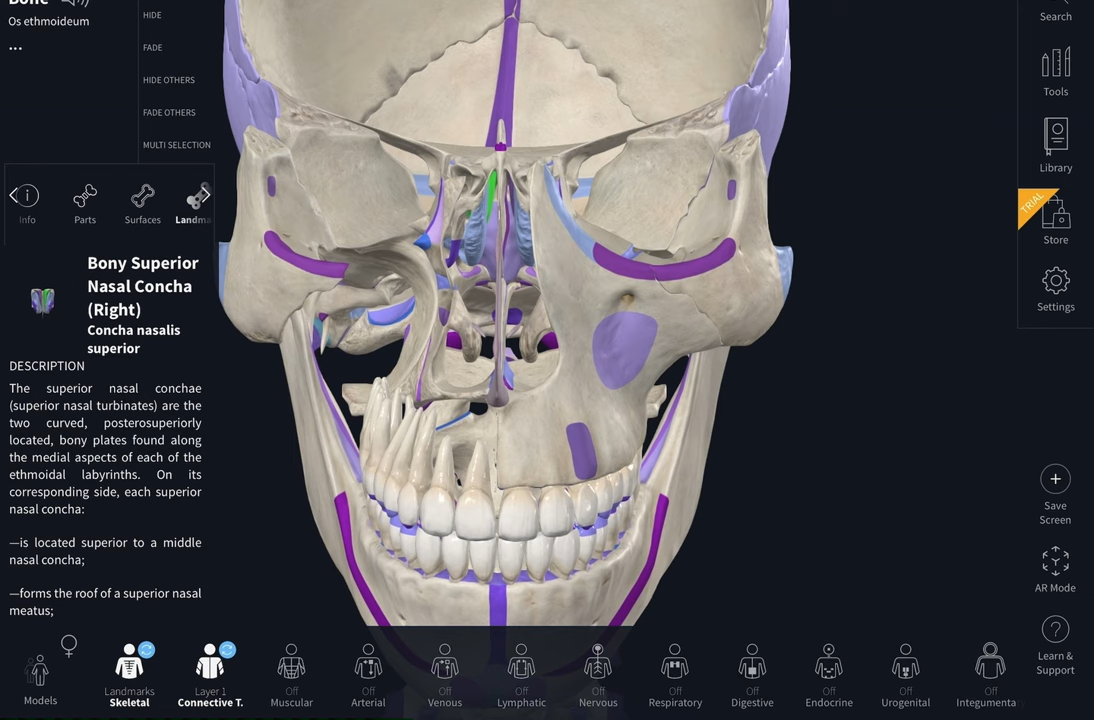 Bone
Os ethmoideum
...
HIDE
FADE
HIDE OTHERS
FADE OTHERS
MULTI SELECTION
Info
Parts
Surfaces
Landma
Bony Superior
Nasal Concha
(Right)
Concha nasalis
superior
DESCRIPTION
The superior nasal conchae
(superior nasal turbinates) are the
two curved, posterosuperiorly
located, bony plates found along
the medial aspects of each of the
ethmoidal labyrinths. On its
corresponding side, each superior
nasal concha:
—is located superior to a middle
nasal concha;
—forms the roof of a superior nasal
meatus;
Search
Tools
Library
TRIAL
Store
Settings
Save
Screen
AR Mode
Learn &
Support
Models
Landmarks
Skeletal
Layer 1
Connective T.
Off
Muscular
Off
Arterial
Off
Venous
Off
Lymphatic
Off
Nervous
Off
Respiratory
Off
Digestive
Off
Endocrine
Off
Urogenital
Off
Integumenta